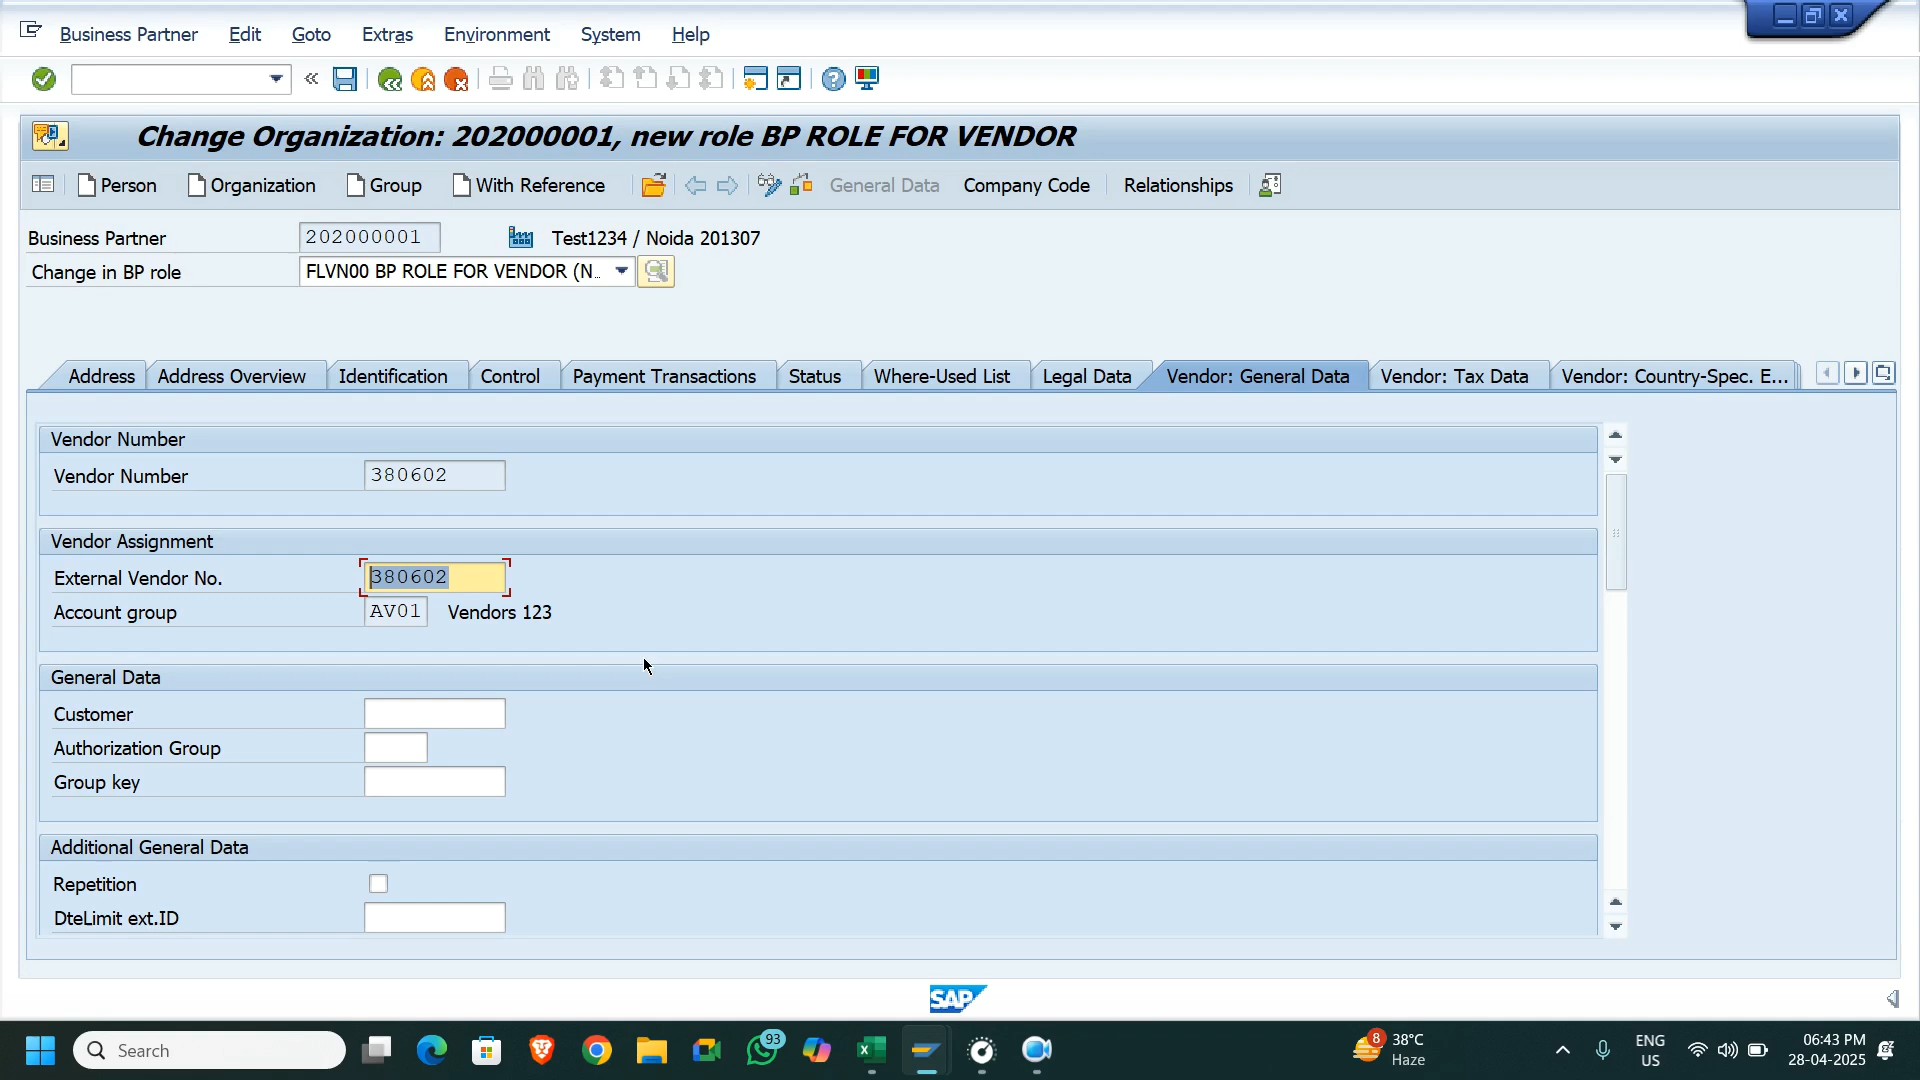 Business Partner Edit Goto Extras Environment System Help
Change Organization: 202000001, new role BP ROLE FOR VENDOR
Person Organization Group With Reference General Data Company Code Relationships
Business Partner 202000001 Test1234 / Noida 201307
Change in BP role FLVN00 BP ROLE FOR VENDOR (N..
Address Address Overview Identification Control Payment Transactions Status Where-Used List Legal Data Vendor: General Data Vendor: Tax Data Vendor: Country-Spec. E...
Vendor Number
Vendor Number 380602
Vendor Assignment
External Vendor No. 380602
Account group AV01 Vendors 123
General Data
Customer
Authorization Group
Group key
Additional General Data
Repetition
DteLimit ext.ID
SAP
Search 93 8 38°C ENG 06:43 PM
Haze US 28-04-2025